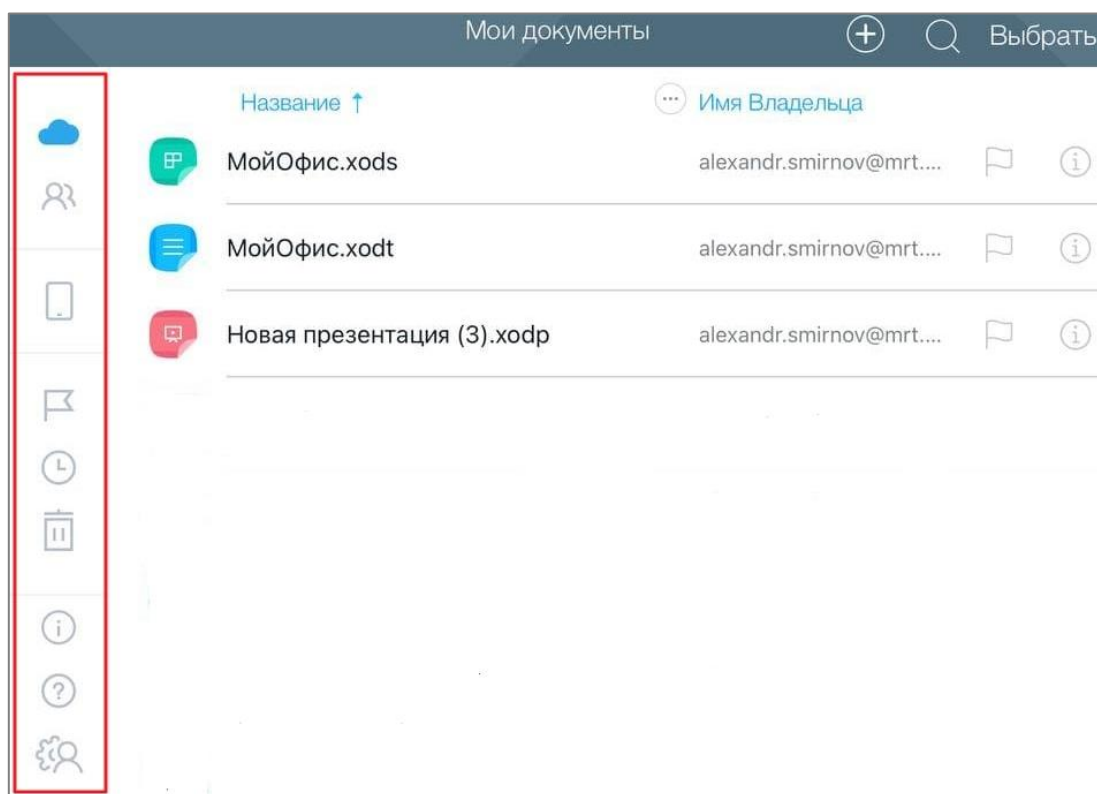 Мои документы Выбрать
Название ↑ Имя Владельца
МойОфис.xods alexandr.smirnov@mrt....
МойОфис.xodt alexandr.smirnov@mrt....
Новая презентация (3).xodp alexandr.smirnov@mrt....